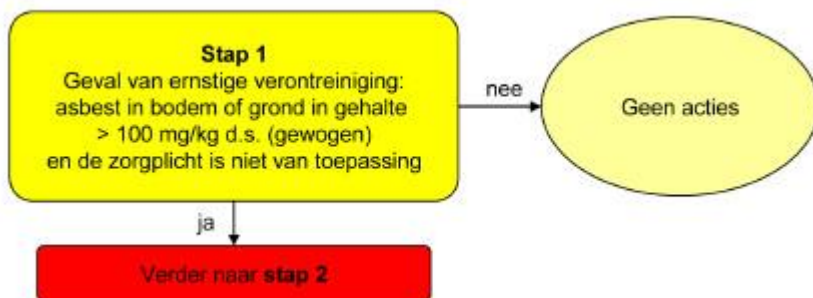 Stap 1
Geval van ernstige verontreiniging:
asbest in bodem of grond in gehalte
> 100 mg/kg d.s. (gewogen)
en de zorgplicht is niet van toepassing
nee
Geen acties
ja
Verder naar stap 2